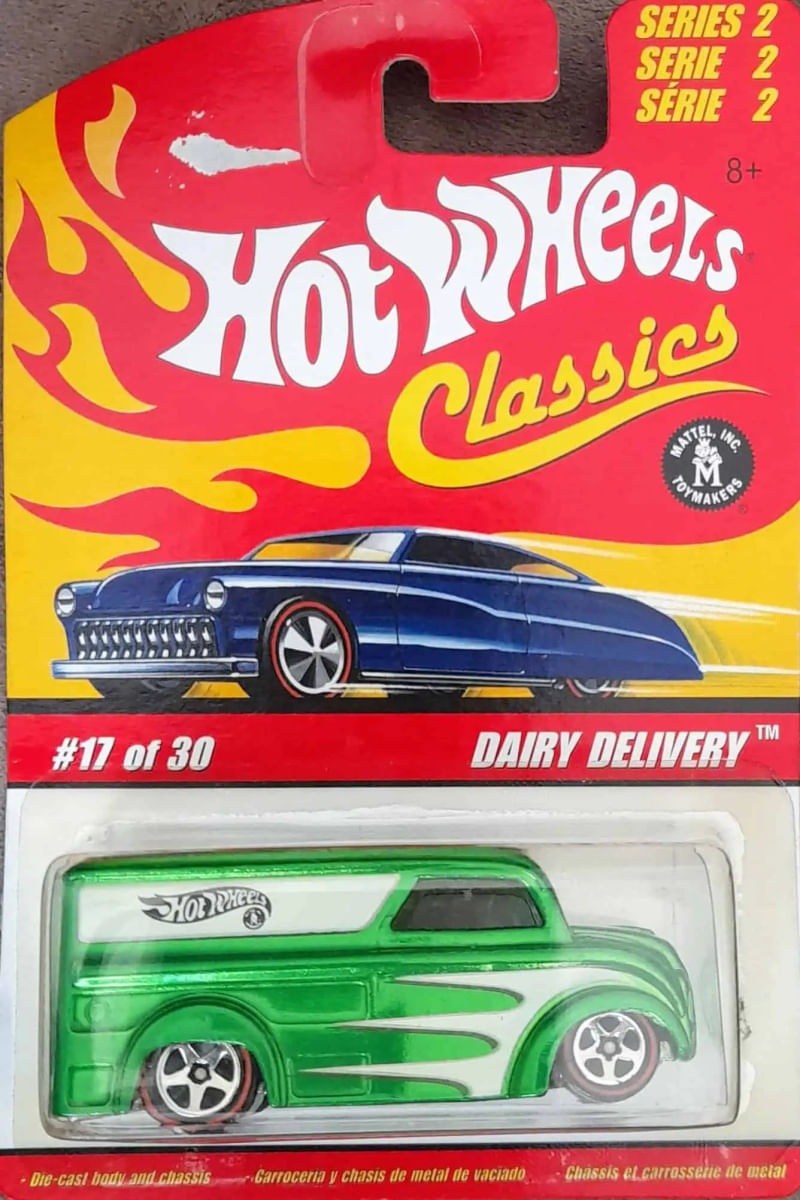 SERIES 2
SERIE 2
SÉRIE 2
8+
HOT WHEELS
Classics
MATTEL, INC.
M
TOYMAKERS
®
#17 of 30
DAIRY DELIVERY™
HOT WHEELS
- Die-cast body and chassis - Carrocería y chasis de metal de vaciado - Châssis et carrosserie de métal